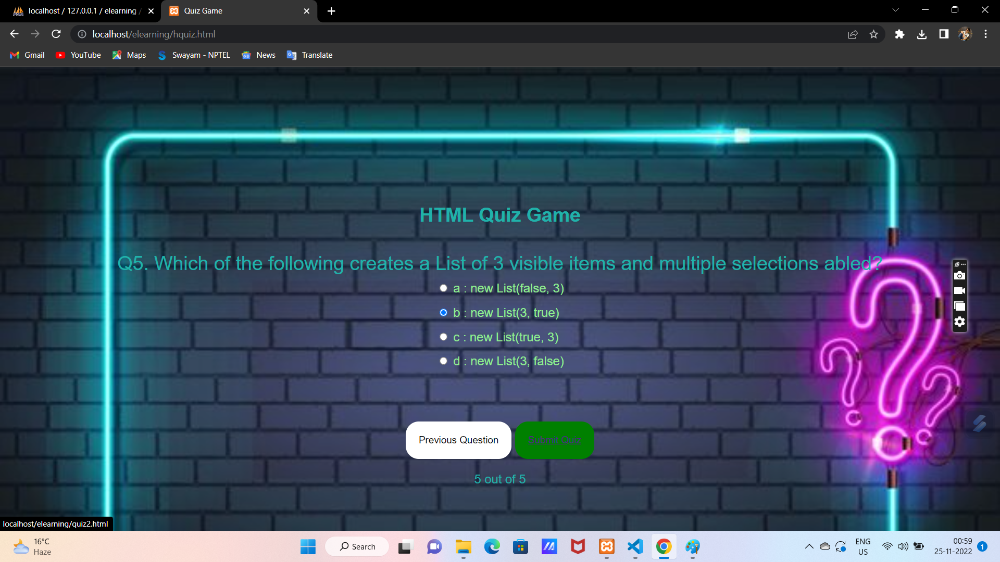 localhost / 127.0.0.1 / elearning /
Quiz Game
localhost/elearning/hquiz.html
Gmail
YouTube
Maps
Swayam - NPTEL
News
Translate
HTML Quiz Game
Q5. Which of the following creates a List of 3 visible items and multiple selections abled?
a : new List(false, 3)
b : new List(3, true)
c : new List(true, 3)
d : new List(3, false)
Previous Question
Submit Quiz
5 out of 5
localhost/elearning/quiz2.html
16°C
Haze
Search
ENG
US
00:59
25-11-2022
1